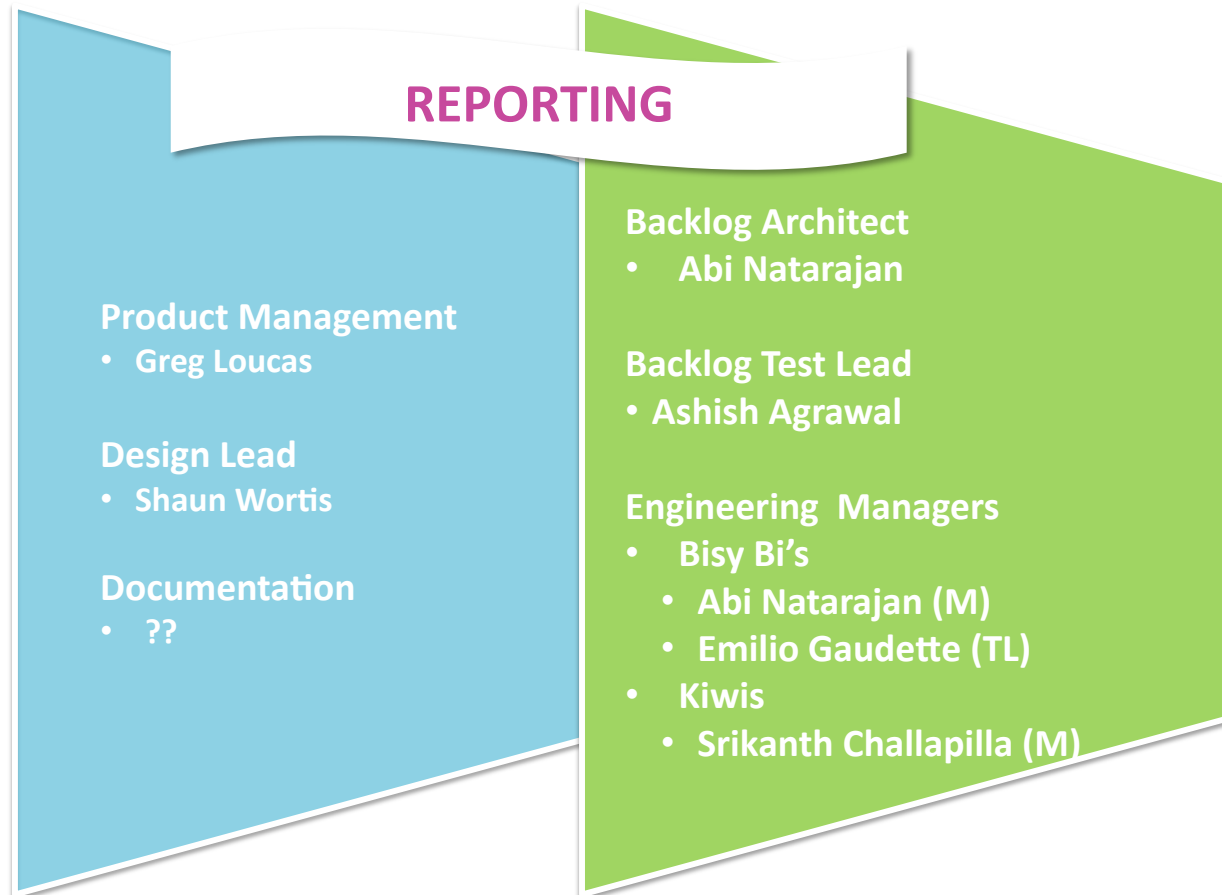 REPORTING
Product Management
• Greg Loucas
Design Lead
• Shaun Wortis
Documentation
• ??
Backlog Architect
• Abi Natarajan
Backlog Test Lead
• Ashish Agrawal
Engineering  Managers
• Bisy Bi’s
• Abi Natarajan (M)
• Emilio Gaudette (TL)
• Kiwis
• Srikanth Challapilla (M)